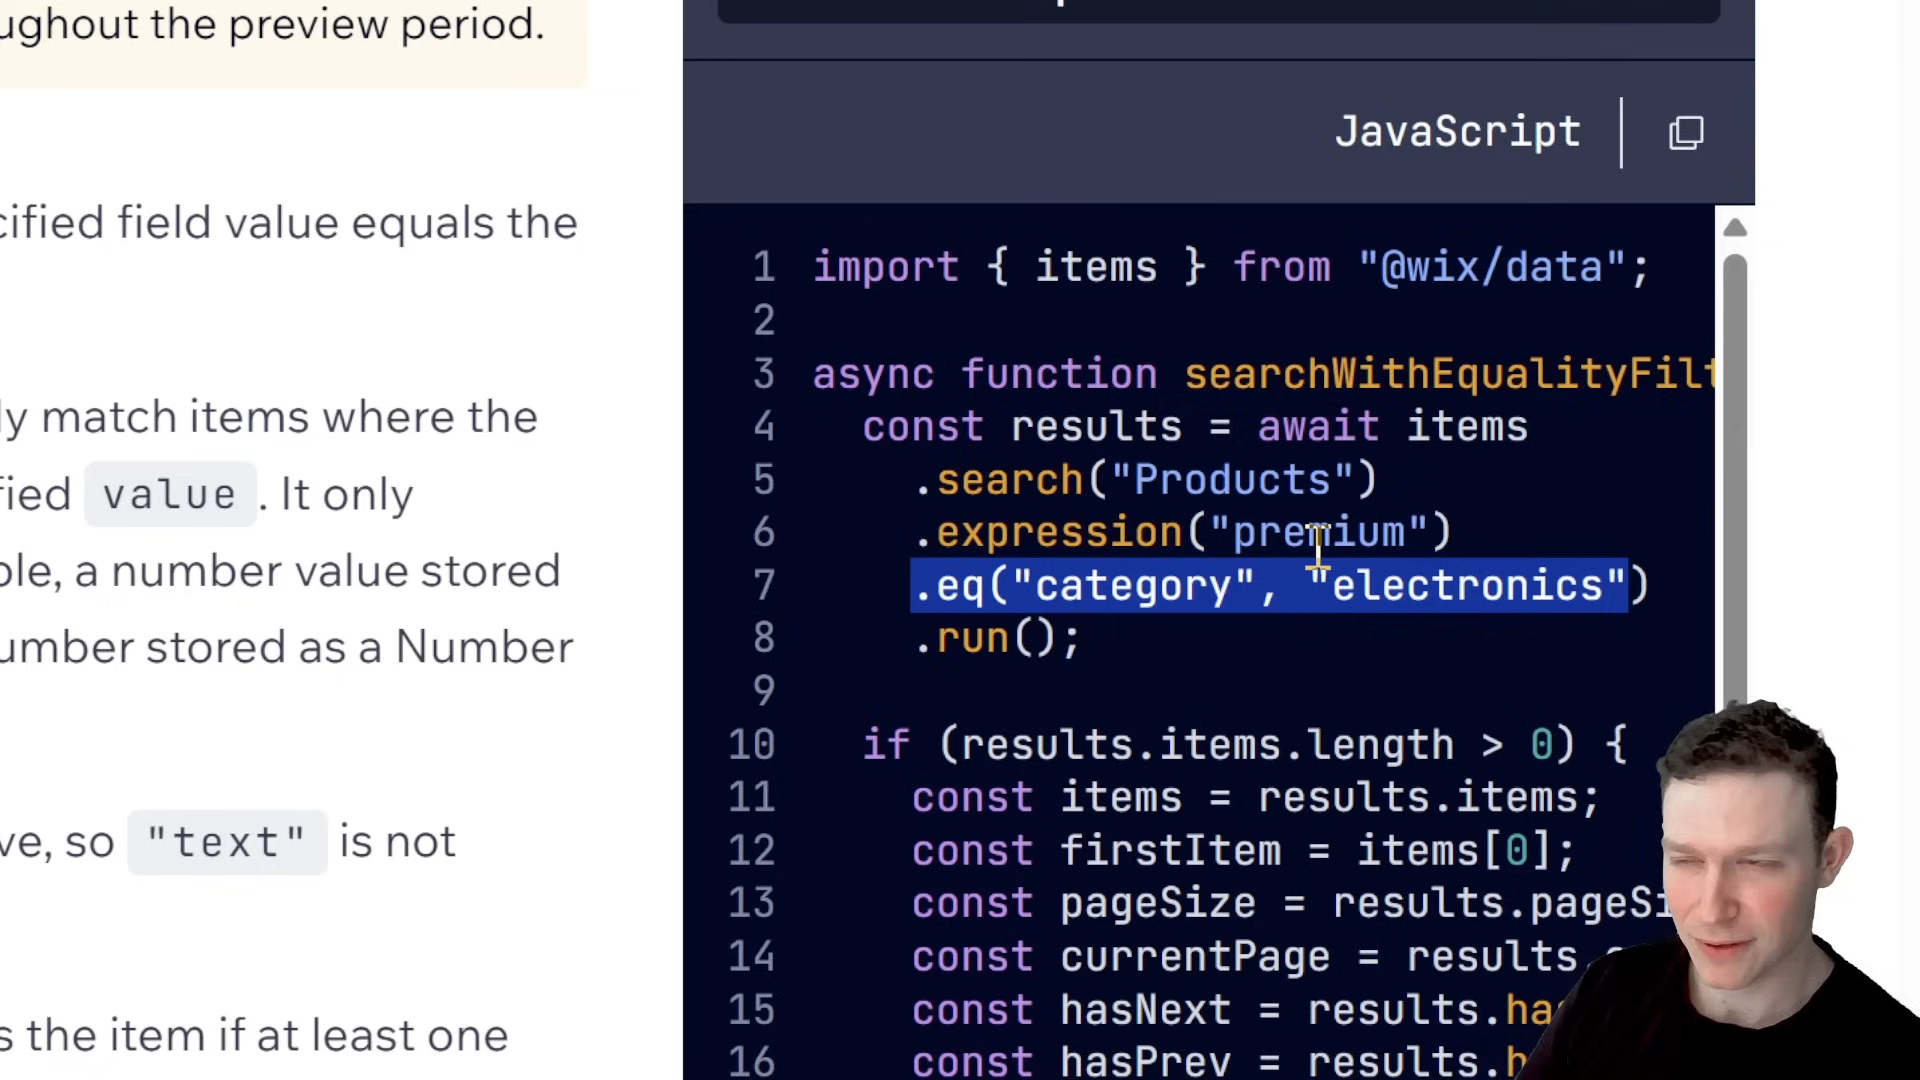 ughout the preview period.
JavaScript
cified field value equals the
ly match items where the
fied value. It only
ple, a number value stored
umber stored as a Number
ve, so "text" is not
s the item if at least one
1 import { items } from "@wix/data";
2
3 async function searchWithEqualityFilt
4 const results = await items
5 .search("Products")
6 .expression("premium")
7 .eq("category", "electronics")
8 .run();
9
10 if (results.items.length > 0) {
11 const items = results.items;
12 const firstItem = items[0];
13 const pageSize = results.pageSi
14 const currentPage = results.
15 const hasNext = results.ha
16 const hasPrev = results.h